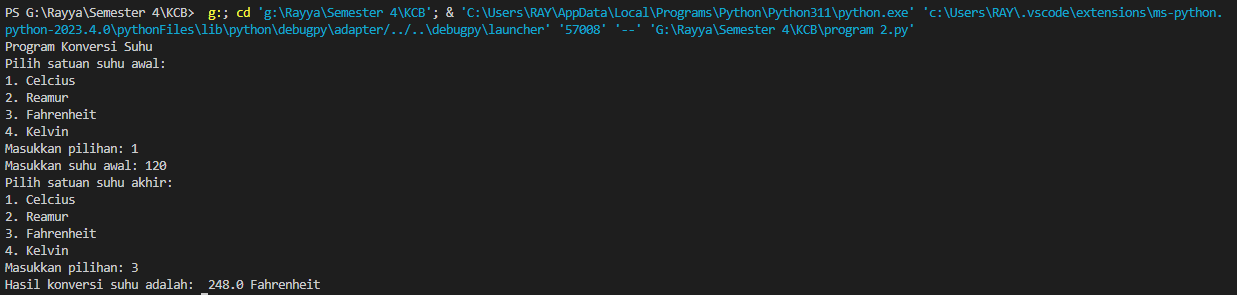 PS G:\Rayya\Semester 4\KCB>  g:; cd 'g:\Rayya\Semester 4\KCB'; & 'C:\Users\RAY\AppData\Local\Programs\Python\Python311\python.exe' 'c:\Users\RAY\.vscode\extensions\ms-python.
python-2023.4.0\pythonFiles\lib\python\debugpy\adapter/../..\debugpy\launcher' '57008' '--' 'G:\Rayya\Semester 4\KCB\program 2.py'
Program Konversi Suhu
Pilih satuan suhu awal:
1. Celcius
2. Reamur
3. Fahrenheit
4. Kelvin
Masukkan pilihan: 1
Masukkan suhu awal: 120
Pilih satuan suhu akhir:
1. Celcius
2. Reamur
3. Fahrenheit
4. Kelvin
Masukkan pilihan: 3
Hasil konversi suhu adalah:  248.0 Fahrenheit